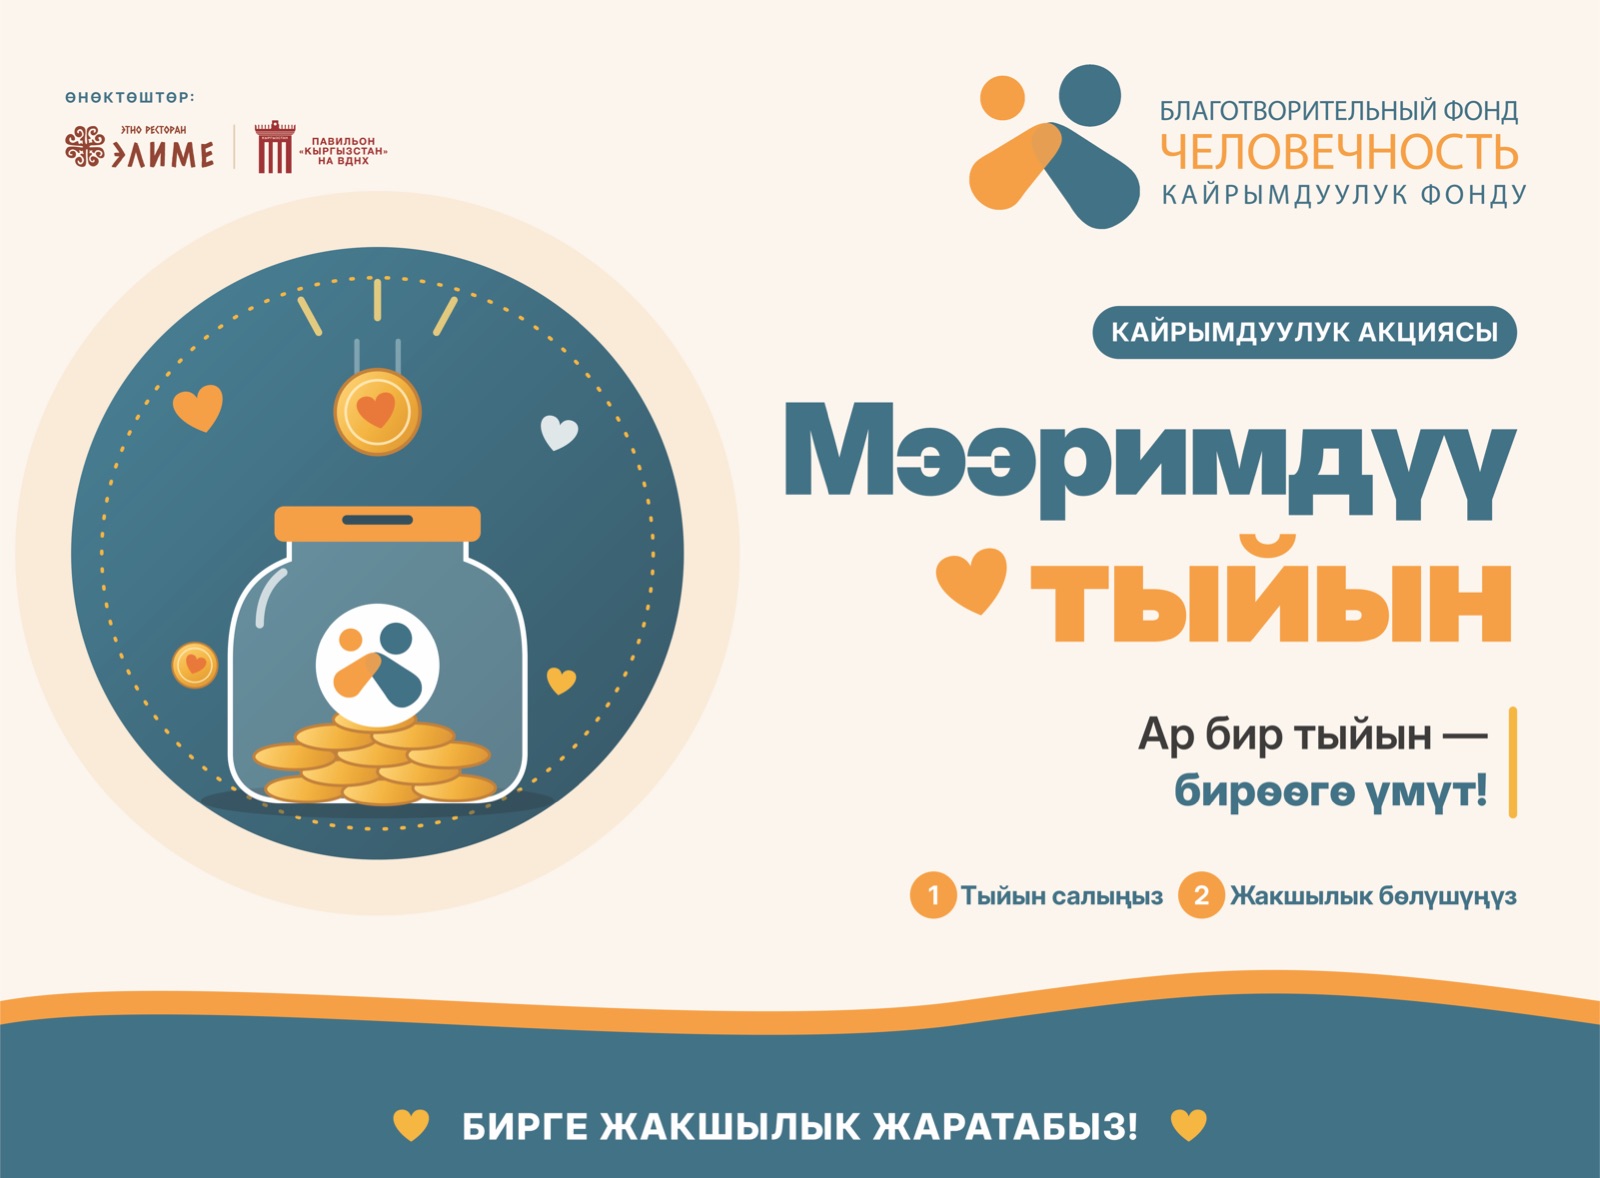 ӨНӨКТӨШТӨР:
ЭТНО РЕСТОРАН
ЭЛИМЕ
ПАВИЛЬОН
«КЫРГЫЗСТАН»
НА ВДНХ
БЛАГОТВОРИТЕЛЬНЫЙ ФОНД
ЧЕЛОВЕЧНОСТЬ
КАЙРЫМДУУЛУК ФОНДУ
КАЙРЫМДУУЛУК АКЦИЯСЫ
Мээримдүү
тыйын
Ар бир тыйын —
бирөөгө үмүт!
1 Тыйын салыңыз 2 Жакшылык бөлүшүңүз
БИРГЕ ЖАКШЫЛЫК ЖАРАТАБЫЗ!